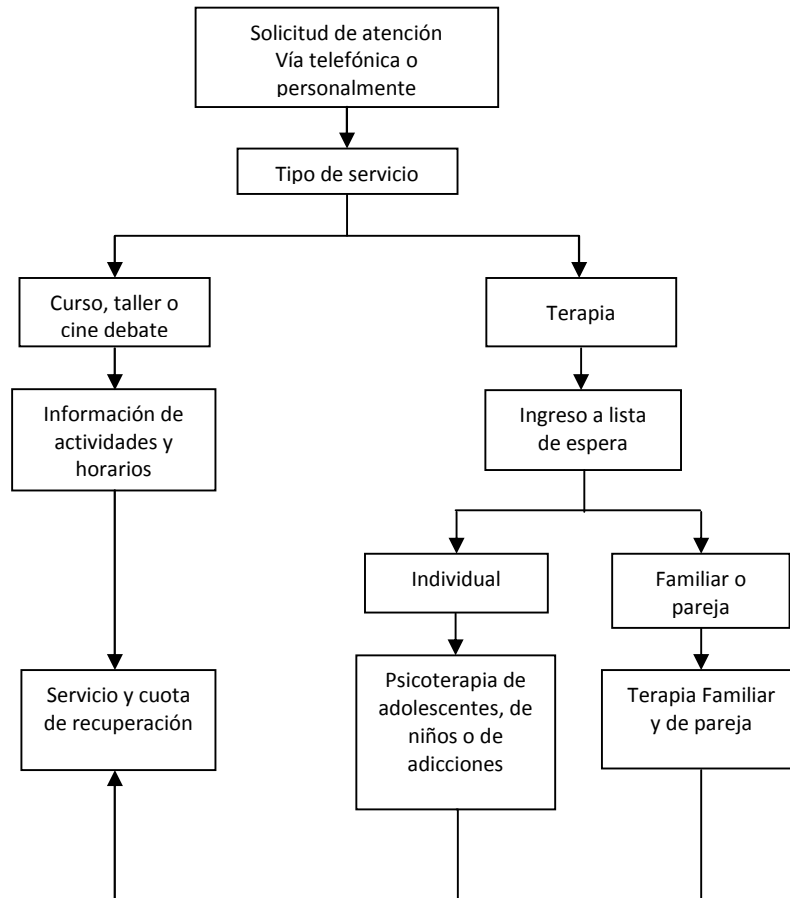 Solicitud de atención
Vía telefónica o
personalmente
Tipo de servicio
Curso, taller o
cine debate
Terapia
Información de
actividades y
horarios
Ingreso a lista
de espera
Individual
Familiar o
pareja
Servicio y cuota
de recuperación
Psicoterapia de
adolescentes, de
niños o de
adicciones
Terapia Familiar
y de pareja